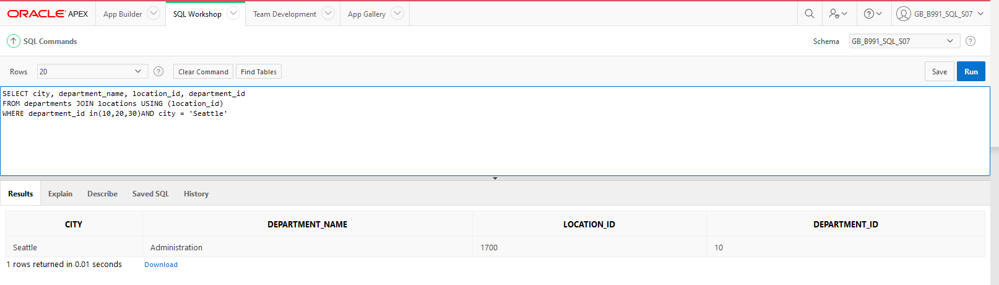 ORACLE APEX App Builder SQL Workshop Team Development App Gallery GB_B991_SQL_S07
SQL Commands Schema GB_B991_SQL_S07
Rows 20 Clear Command Find Tables Save Run
SELECT city, department_name, location_id, department_id
FROM departments JOIN locations USING (location_id)
WHERE department_id in(10,20,30)AND city = 'Seattle'
Results Explain Describe Saved SQL History
CITY DEPARTMENT_NAME LOCATION_ID DEPARTMENT_ID
Seattle Administration 1700 10
1 rows returned in 0.01 seconds Download